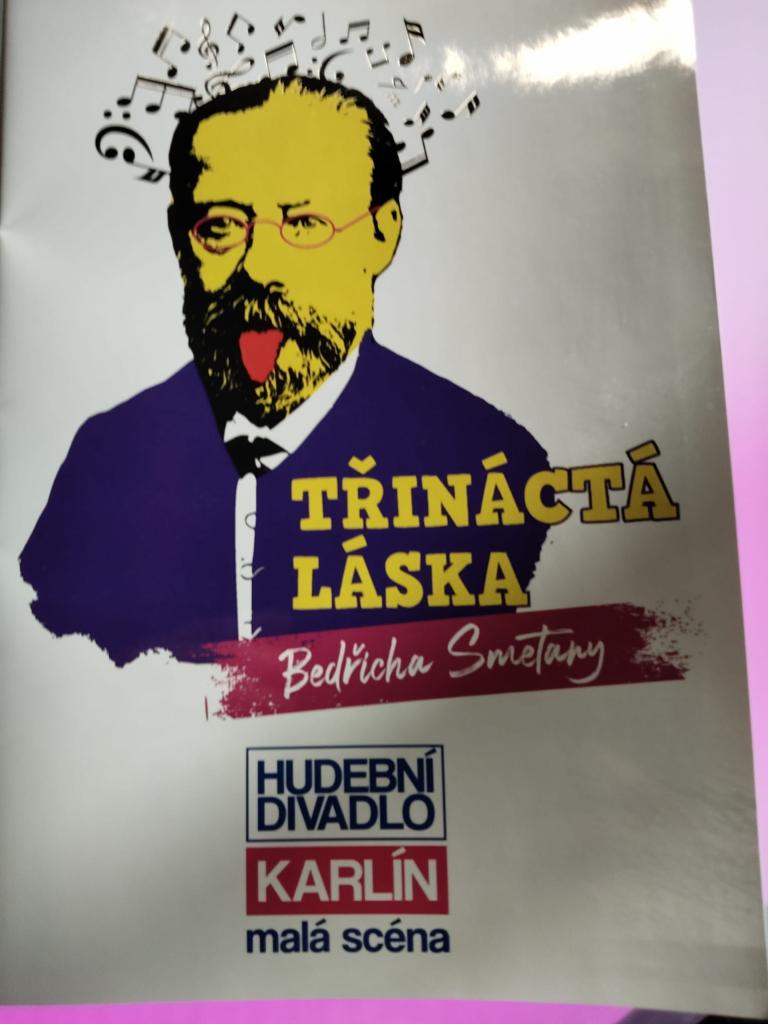 TŘINÁCTÁ
LÁSKA
Bedřicha Smetany
HUDEBNÍ
DIVADLO
KARLÍN
malá scéna